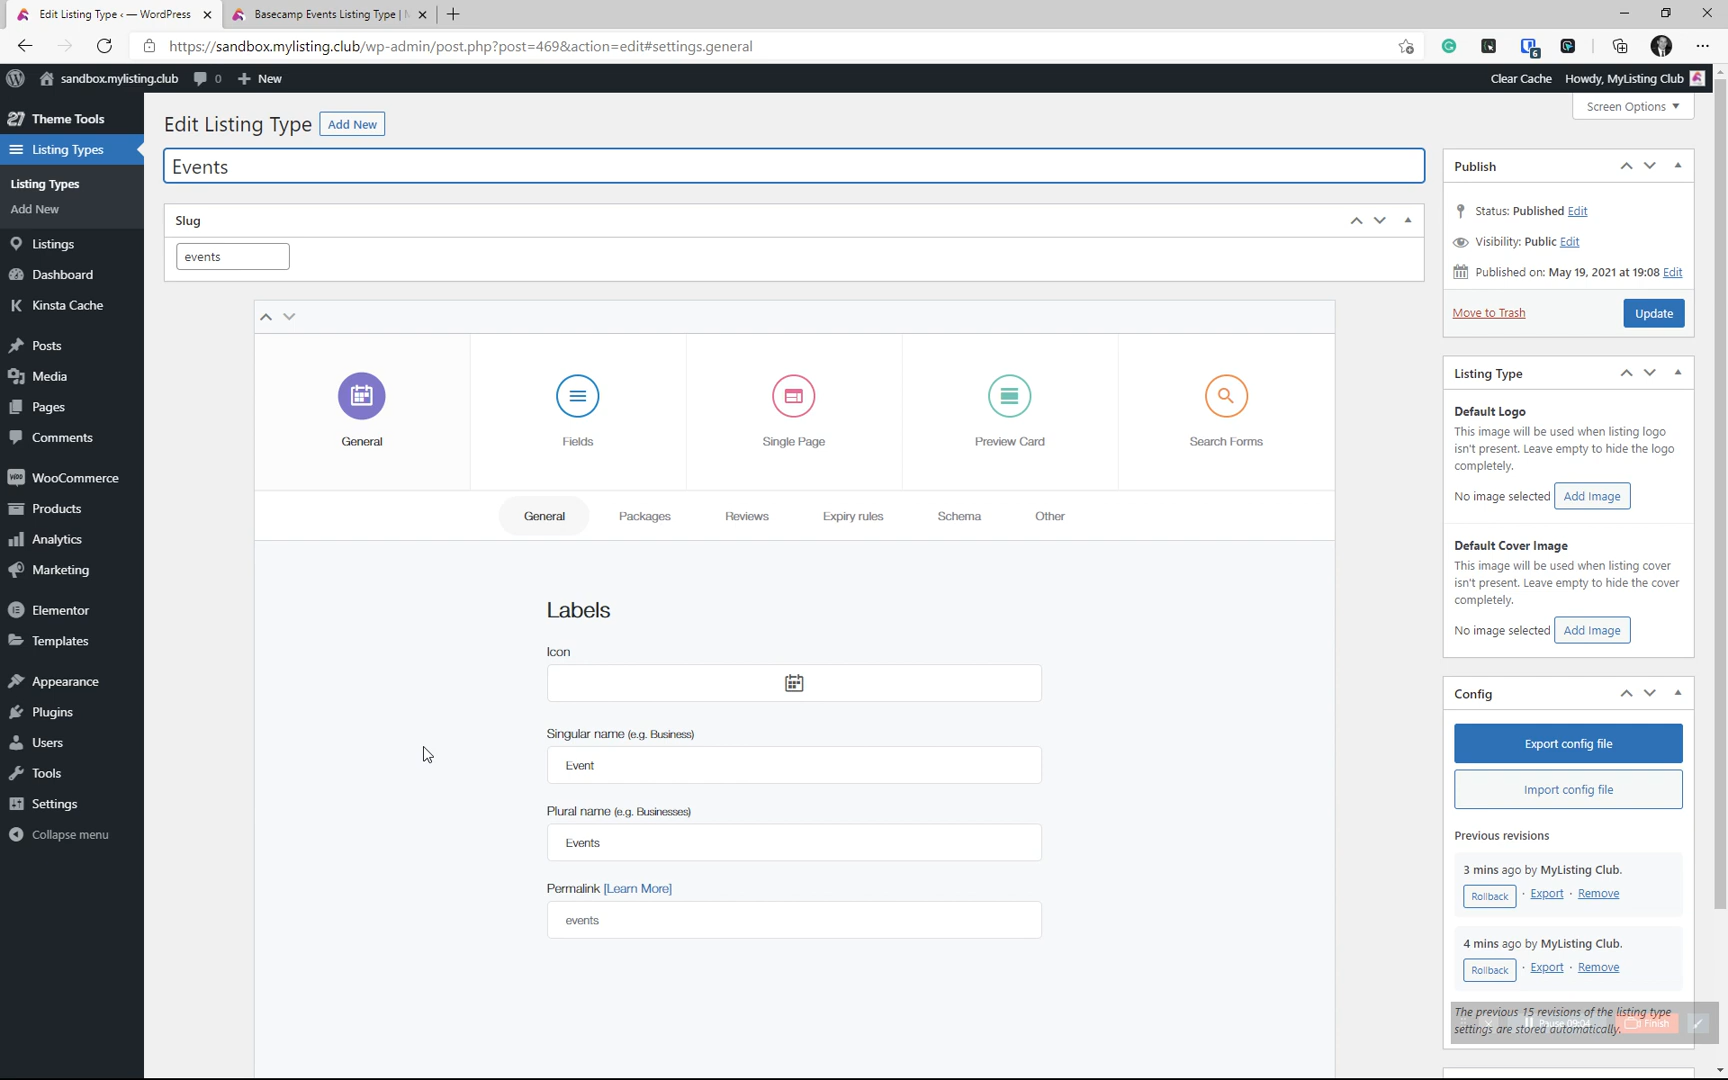 Edit Listing Type ‹ — WordPress
Basecamp Events Listing Type |
https://sandbox.mylisting.club/wp-admin/post.php?post=469&action=edit#settings.general
6
sandbox.mylisting.club
0
New
Clear Cache
Howdy, MyListing Club
27 Theme Tools
Listing Types
Listing Types
Add New
Listings
Dashboard
K Kinsta Cache
Posts
Media
Pages
Comments
WooCommerce
Products
Analytics
Marketing
Elementor
Templates
Appearance
Plugins
Users
Tools
Settings
Collapse menu
Screen Options
Edit Listing Type
Add New
Events
Slug
events
General
Fields
Single Page
Preview Card
Search Forms
General
Packages
Reviews
Expiry rules
Schema
Other
Labels
Icon
Singular name (e.g. Business)
Event
Plural name (e.g. Businesses)
Events
Permalink [Learn More]
events
Publish
Status: Published Edit
Visibility: Public Edit
Published on: May 19, 2021 at 19:08 Edit
Move to Trash
Update
Listing Type
Default Logo
This image will be used when listing logo
isn't present. Leave empty to hide the logo
completely.
No image selected
Add Image
Default Cover Image
This image will be used when listing cover
isn't present. Leave empty to hide the cover
completely.
No image selected
Add Image
Config
Export config file
Import config file
Previous revisions
3 mins ago by MyListing Club.
Rollback · Export · Remove
4 mins ago by MyListing Club.
Rollback · Export · Remove
The previous 15 revisions of the listing type
settings are stored automatically.
Pause 09:04
Finish